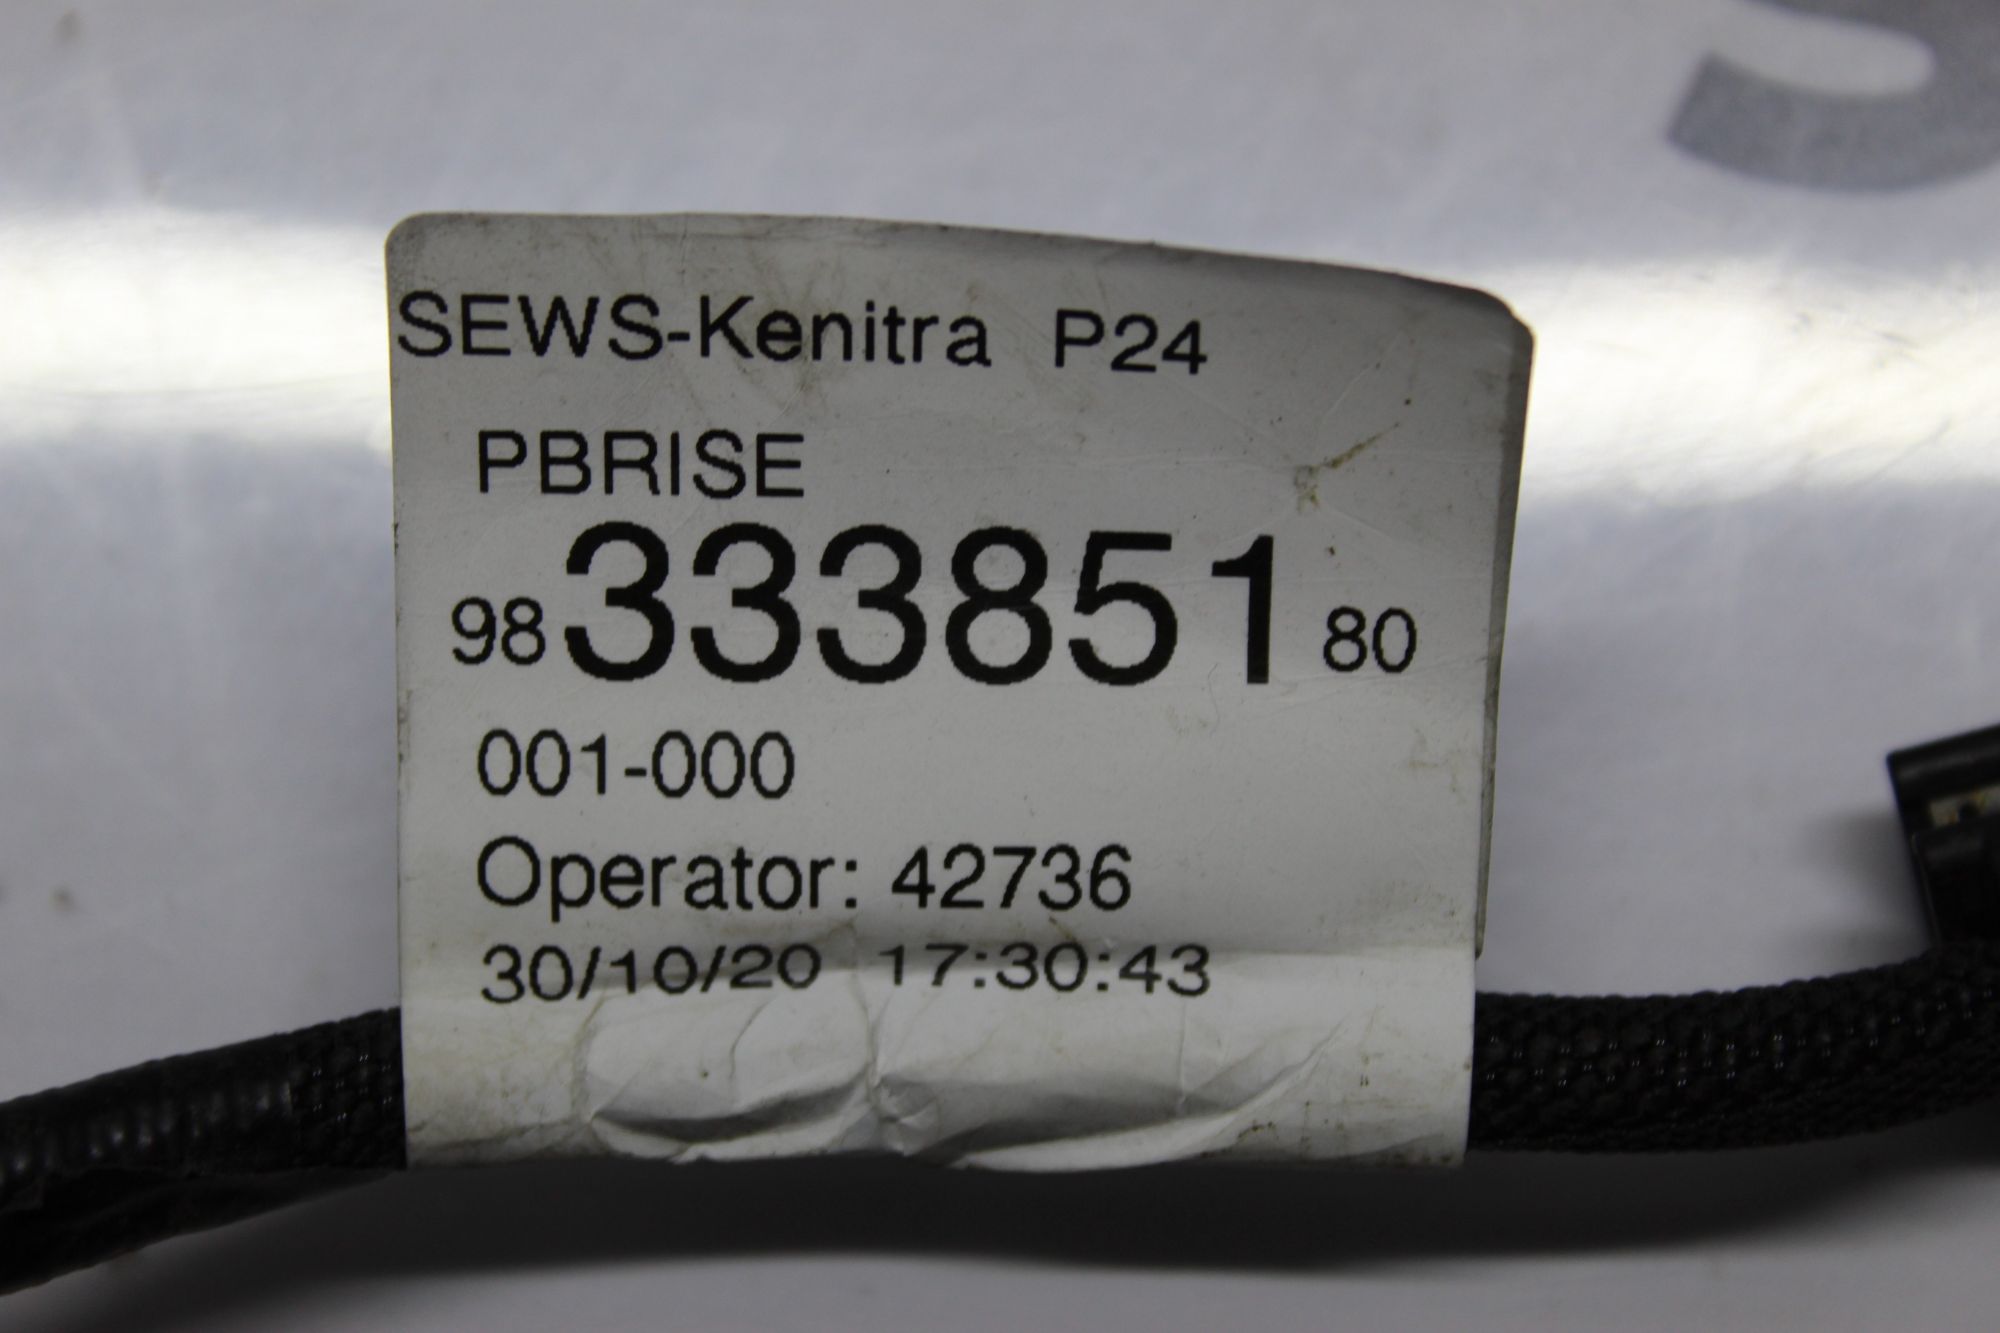 SEWS-Kenitra P24
PBRISE
98 333851 80
001-000
Operator: 42736
30/10/20 17:30:43